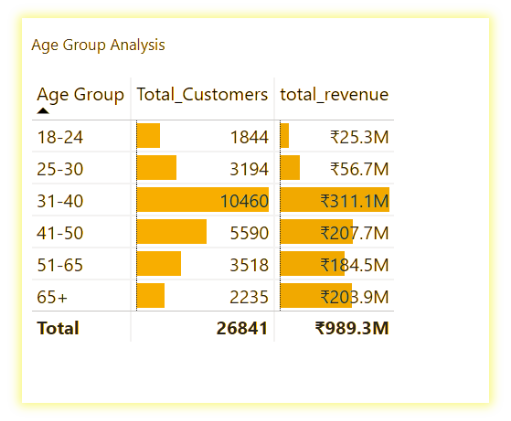 Age Group Analysis
Age Group Total_Customers total_revenue
18-24 1844 ₹25.3M
25-30 3194 ₹56.7M
31-40 10460 ₹311.1M
41-50 5590 ₹207.7M
51-65 3518 ₹184.5M
65+ 2235 ₹203.9M
Total 26841 ₹989.3M